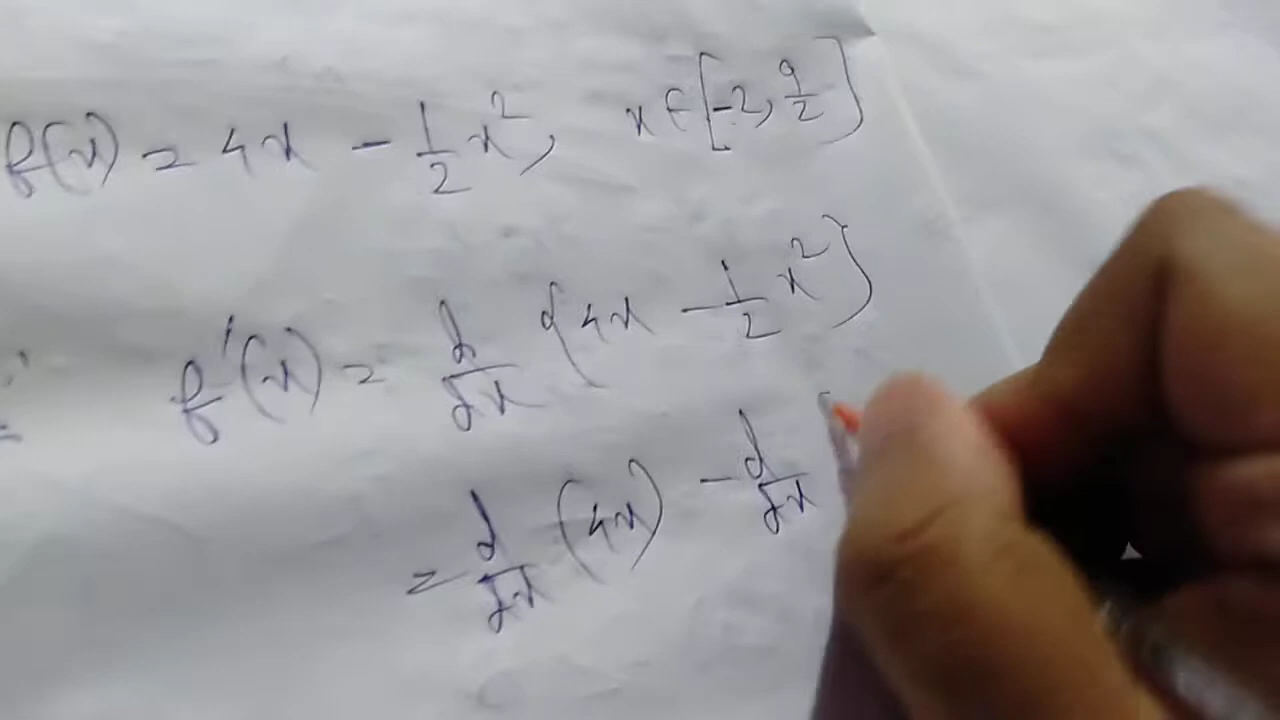 f(x) = 4x - 1/2 x², x ∈ [-2, 9/2]
f'(x) = d/dx {4x - 1/2 x²}
= d/dx (4x) - d/dx